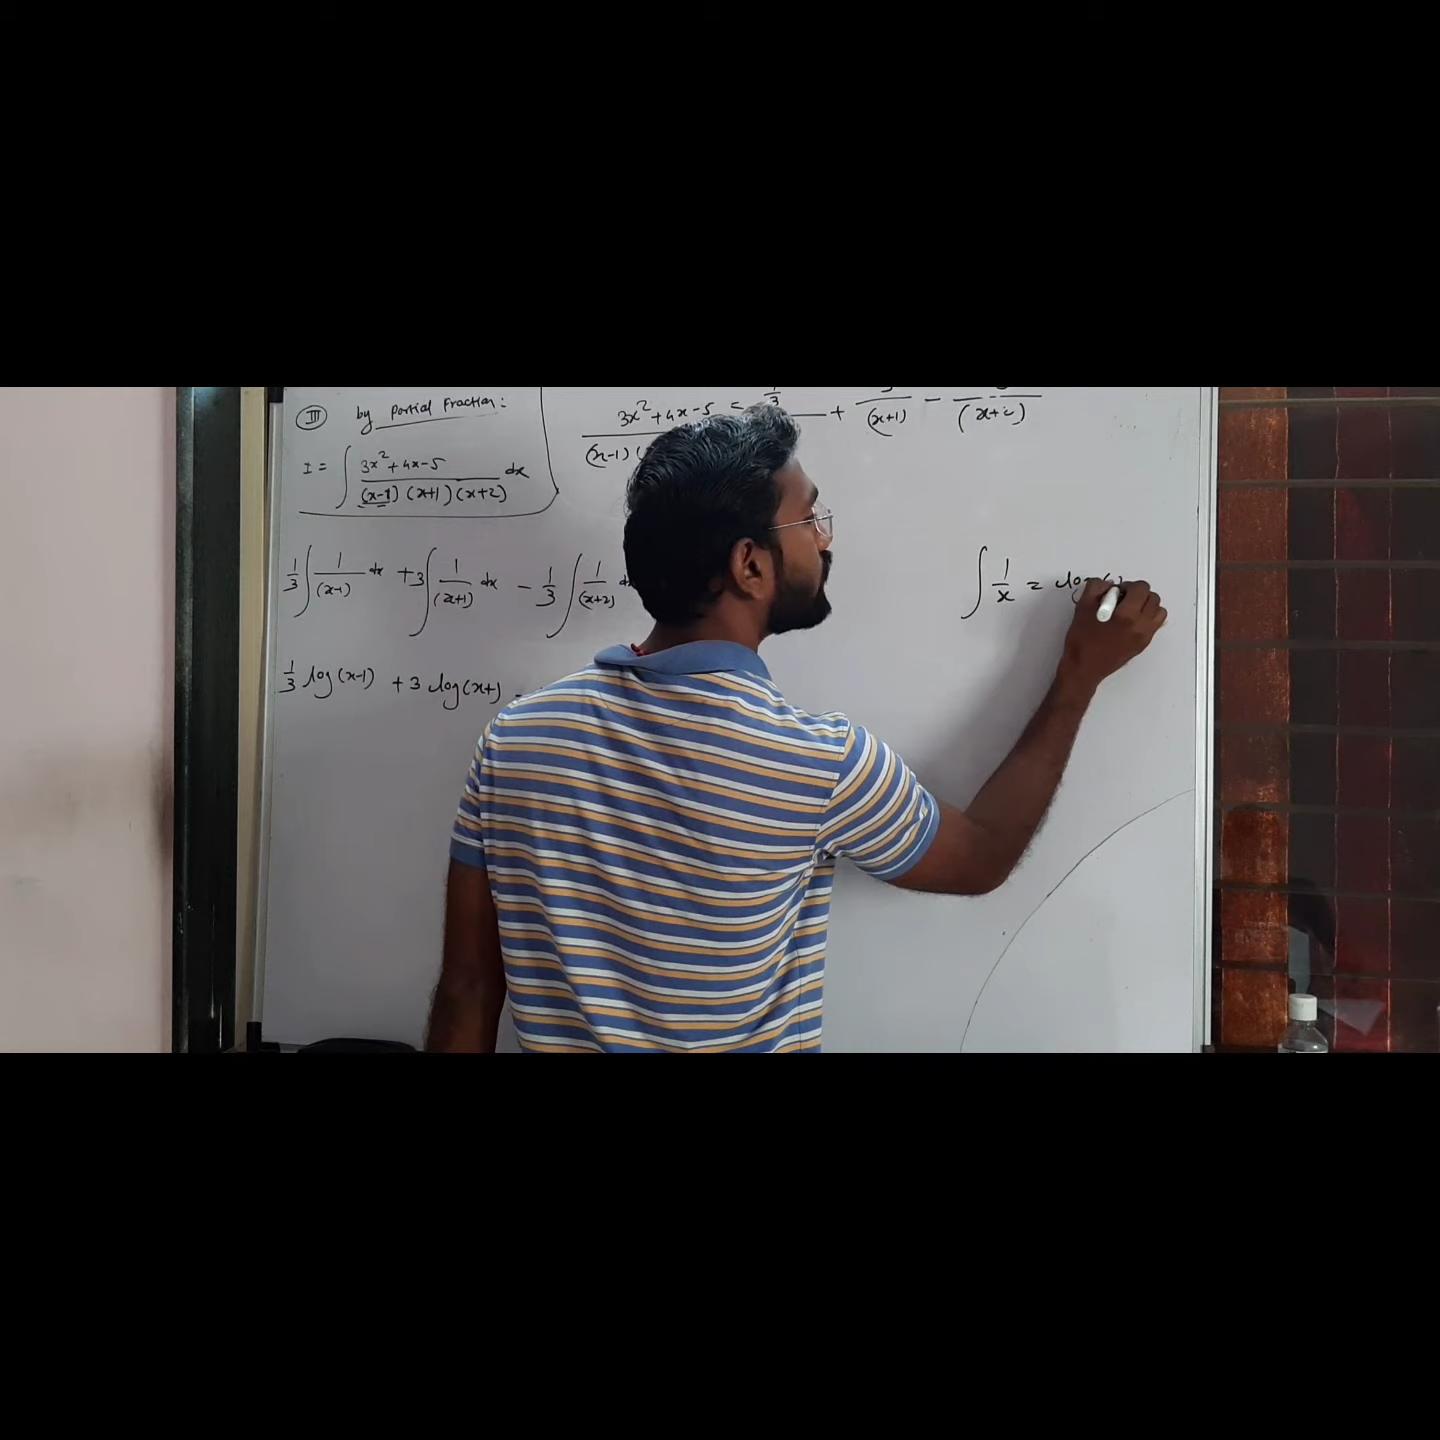 III by Partial Fraction:
I = ∫ 3x²+4x-5 / (x-1) (x+1) (x+2) dx
3x²+4x-5 / (x-1)( = 1/3 + / (x+1) - / (x+2)
1/3 ∫ 1/(x-1) dx + 3 ∫ 1/(x+1) dx - 1/3 ∫ 1/(x+2) dx
∫ 1/x = log(
1/3 log(x-1) + 3 log(x+) -